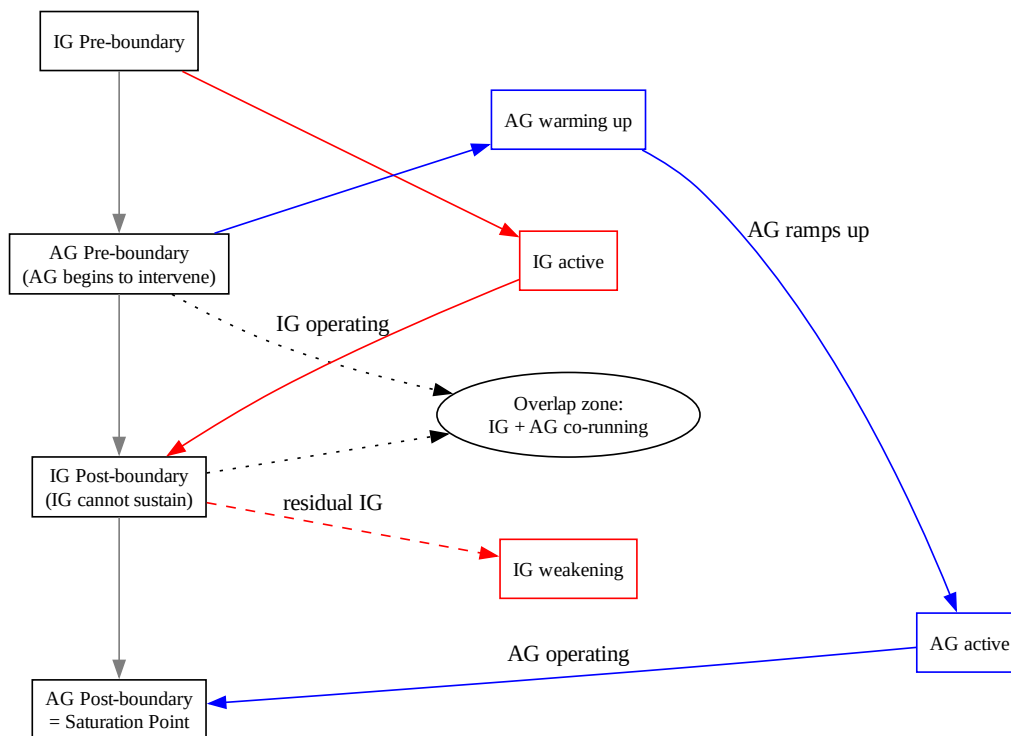 IG Pre-boundary
AG warming up
AG ramps up
AG Pre-boundary
(AG begins to intervene)
IG active
IG operating
Overlap zone:
IG + AG co-running
IG Post-boundary
(IG cannot sustain)
residual IG
IG weakening
AG active
AG operating
AG Post-boundary
= Saturation Point